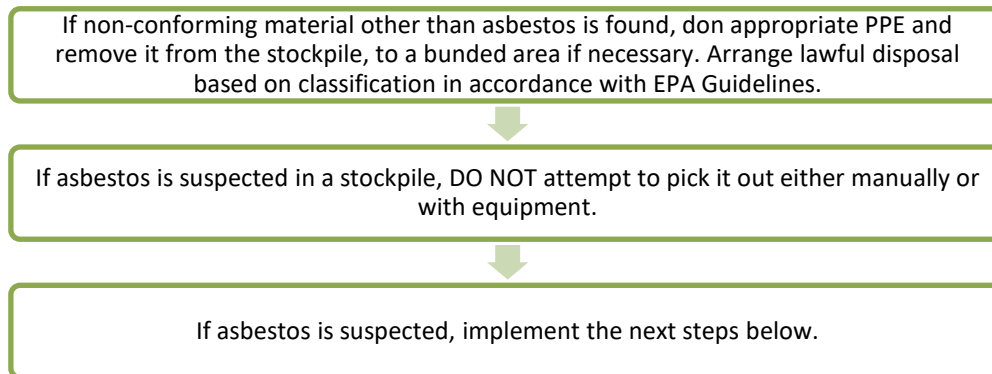 If non-conforming material other than asbestos is found, don appropriate PPE and
remove it from the stockpile, to a bunded area if necessary. Arrange lawful disposal
based on classification in accordance with EPA Guidelines.
If asbestos is suspected in a stockpile, DO NOT attempt to pick it out either manually or
with equipment.
If asbestos is suspected, implement the next steps below.